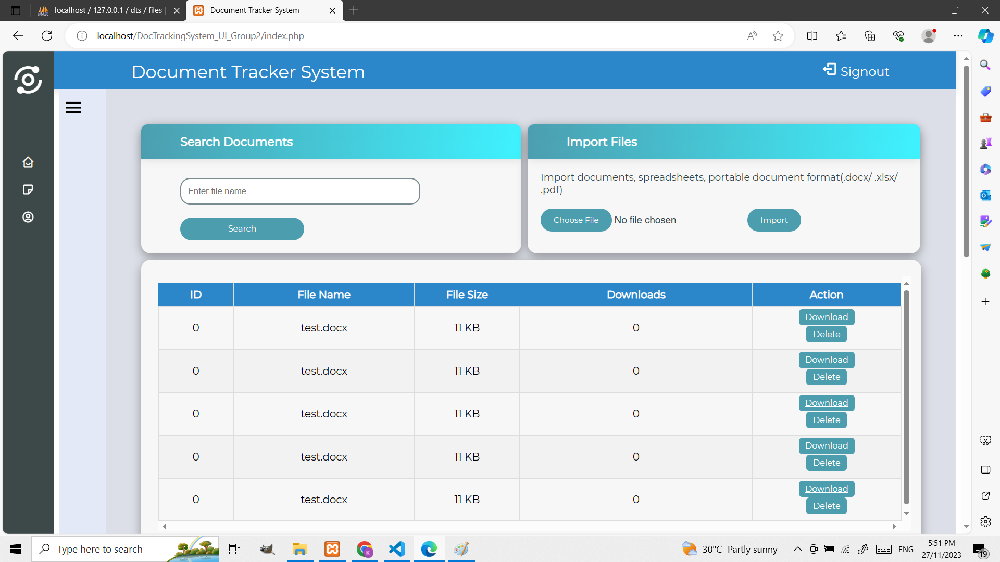 localhost / 127.0.0.1 / dts / files |
Document Tracker System
localhost/DocTrackingSystem_UI_Group2/index.php
Document Tracker System
Signout
Search Documents
Import Files
Enter file name...
Search
Import documents, spreadsheets, portable document format(.docx/ .xlsx/
.pdf)
Choose File No file chosen
Import
ID File Name File Size Downloads Action
0 test.docx 11 KB 0 Download
Delete
0 test.docx 11 KB 0 Download
Delete
0 test.docx 11 KB 0 Download
Delete
0 test.docx 11 KB 0 Download
Delete
0 test.docx 11 KB 0 Download
Delete
Type here to search
30°C Partly sunny
ENG
5:51 PM
27/11/2023
19